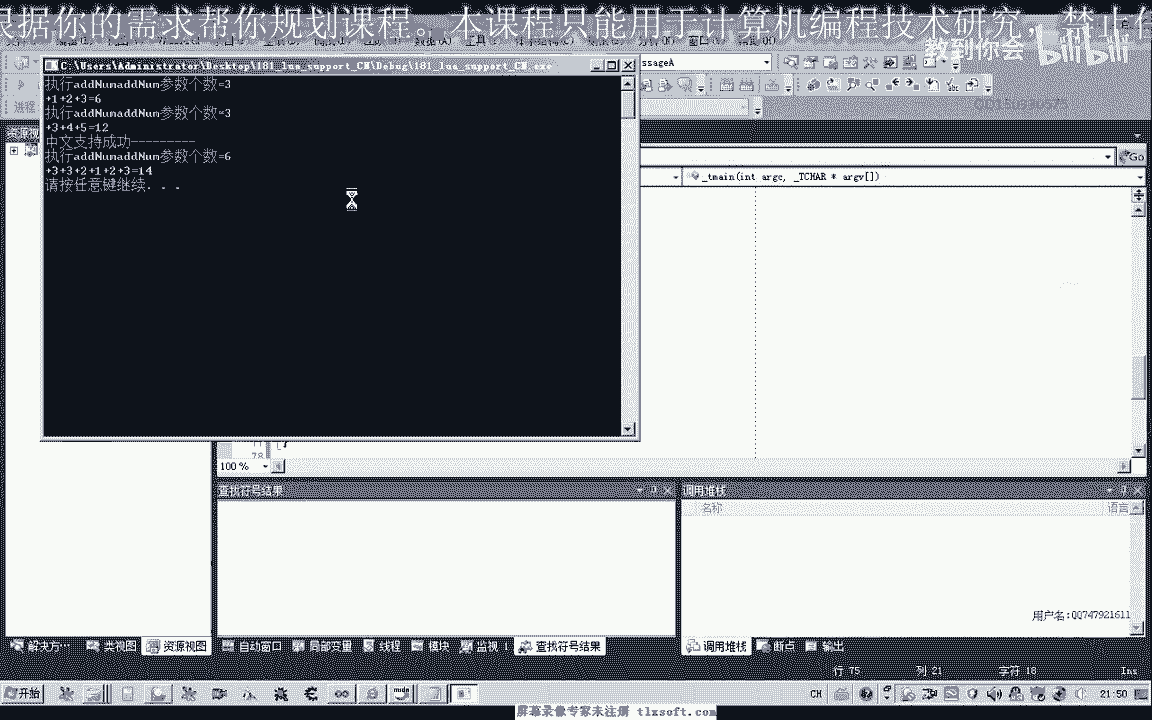 根据你的需求帮你规划课程。 本课程只能用于计算机编程技术研究， 禁止任
教到你会 bilibili
C:\Users\Administrator\Desktop\181_lua_support_CN\Debug\181_lua_support_CN.exe
ssageA
执行addNumaddNum参数个数=3
+1+2+3=6
执行addNumaddNum参数个数=3
+3+4+5=12
中文支持成功---------
执行addNumaddNum参数个数=6
+3+3+2+1+2+3=14
请按任意键继续. . .
进程
资源视
Go
_tmain(int argc, _TCHAR * argv[])
78
100 %
查找符号结果
调用堆栈
名称
语言
用户名:QQ747921611
解决方… 类视图 资源视图 自动窗口 局部变量 线程 模块 监视 1 查找符号结果 调用堆栈 断点 输出
行 75 列 21 字符 18 Ins
开始 CH 21:50
屏幕录像专家未注册 tlxsoft.com